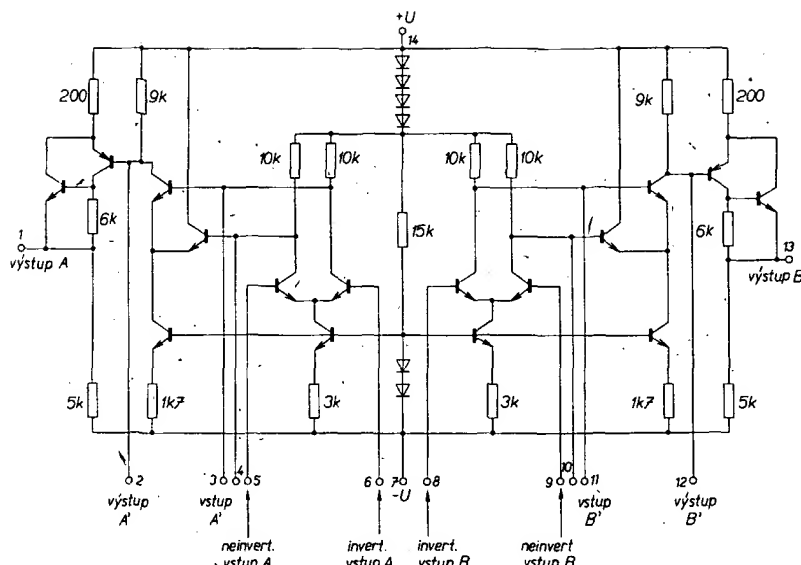 +U
14
200
9k
9k
200
10k
10k
10k
10k
6k
15k
6k
1
výstup A
13
výstup B
5k
1k7
3k
3k
1k7
5k
2
3
4
5
6
7
8
9
10
11
12
výstup
A'
vstup
A'
-U
vstup
B'
výstup
B'
neinvert.
vstup A
invert.
vstup A
invert.
vstup B
neinvert
vstup B